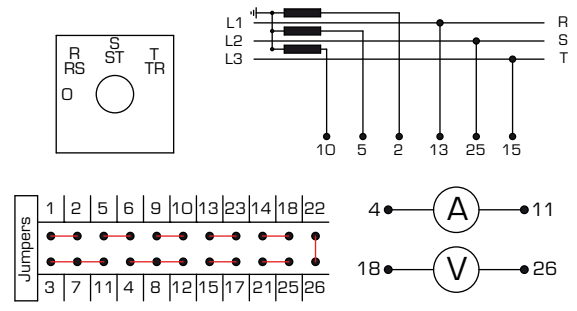 S
R T
ST
RS TR
O
L1 R
L2 S
L3 T
10 5 2 13 25 15
Jumpers
1 2 5 6 9 10 13 23 14 18 22
3 7 11 4 8 12 15 17 21 25 26
4 A 11
18 V 26